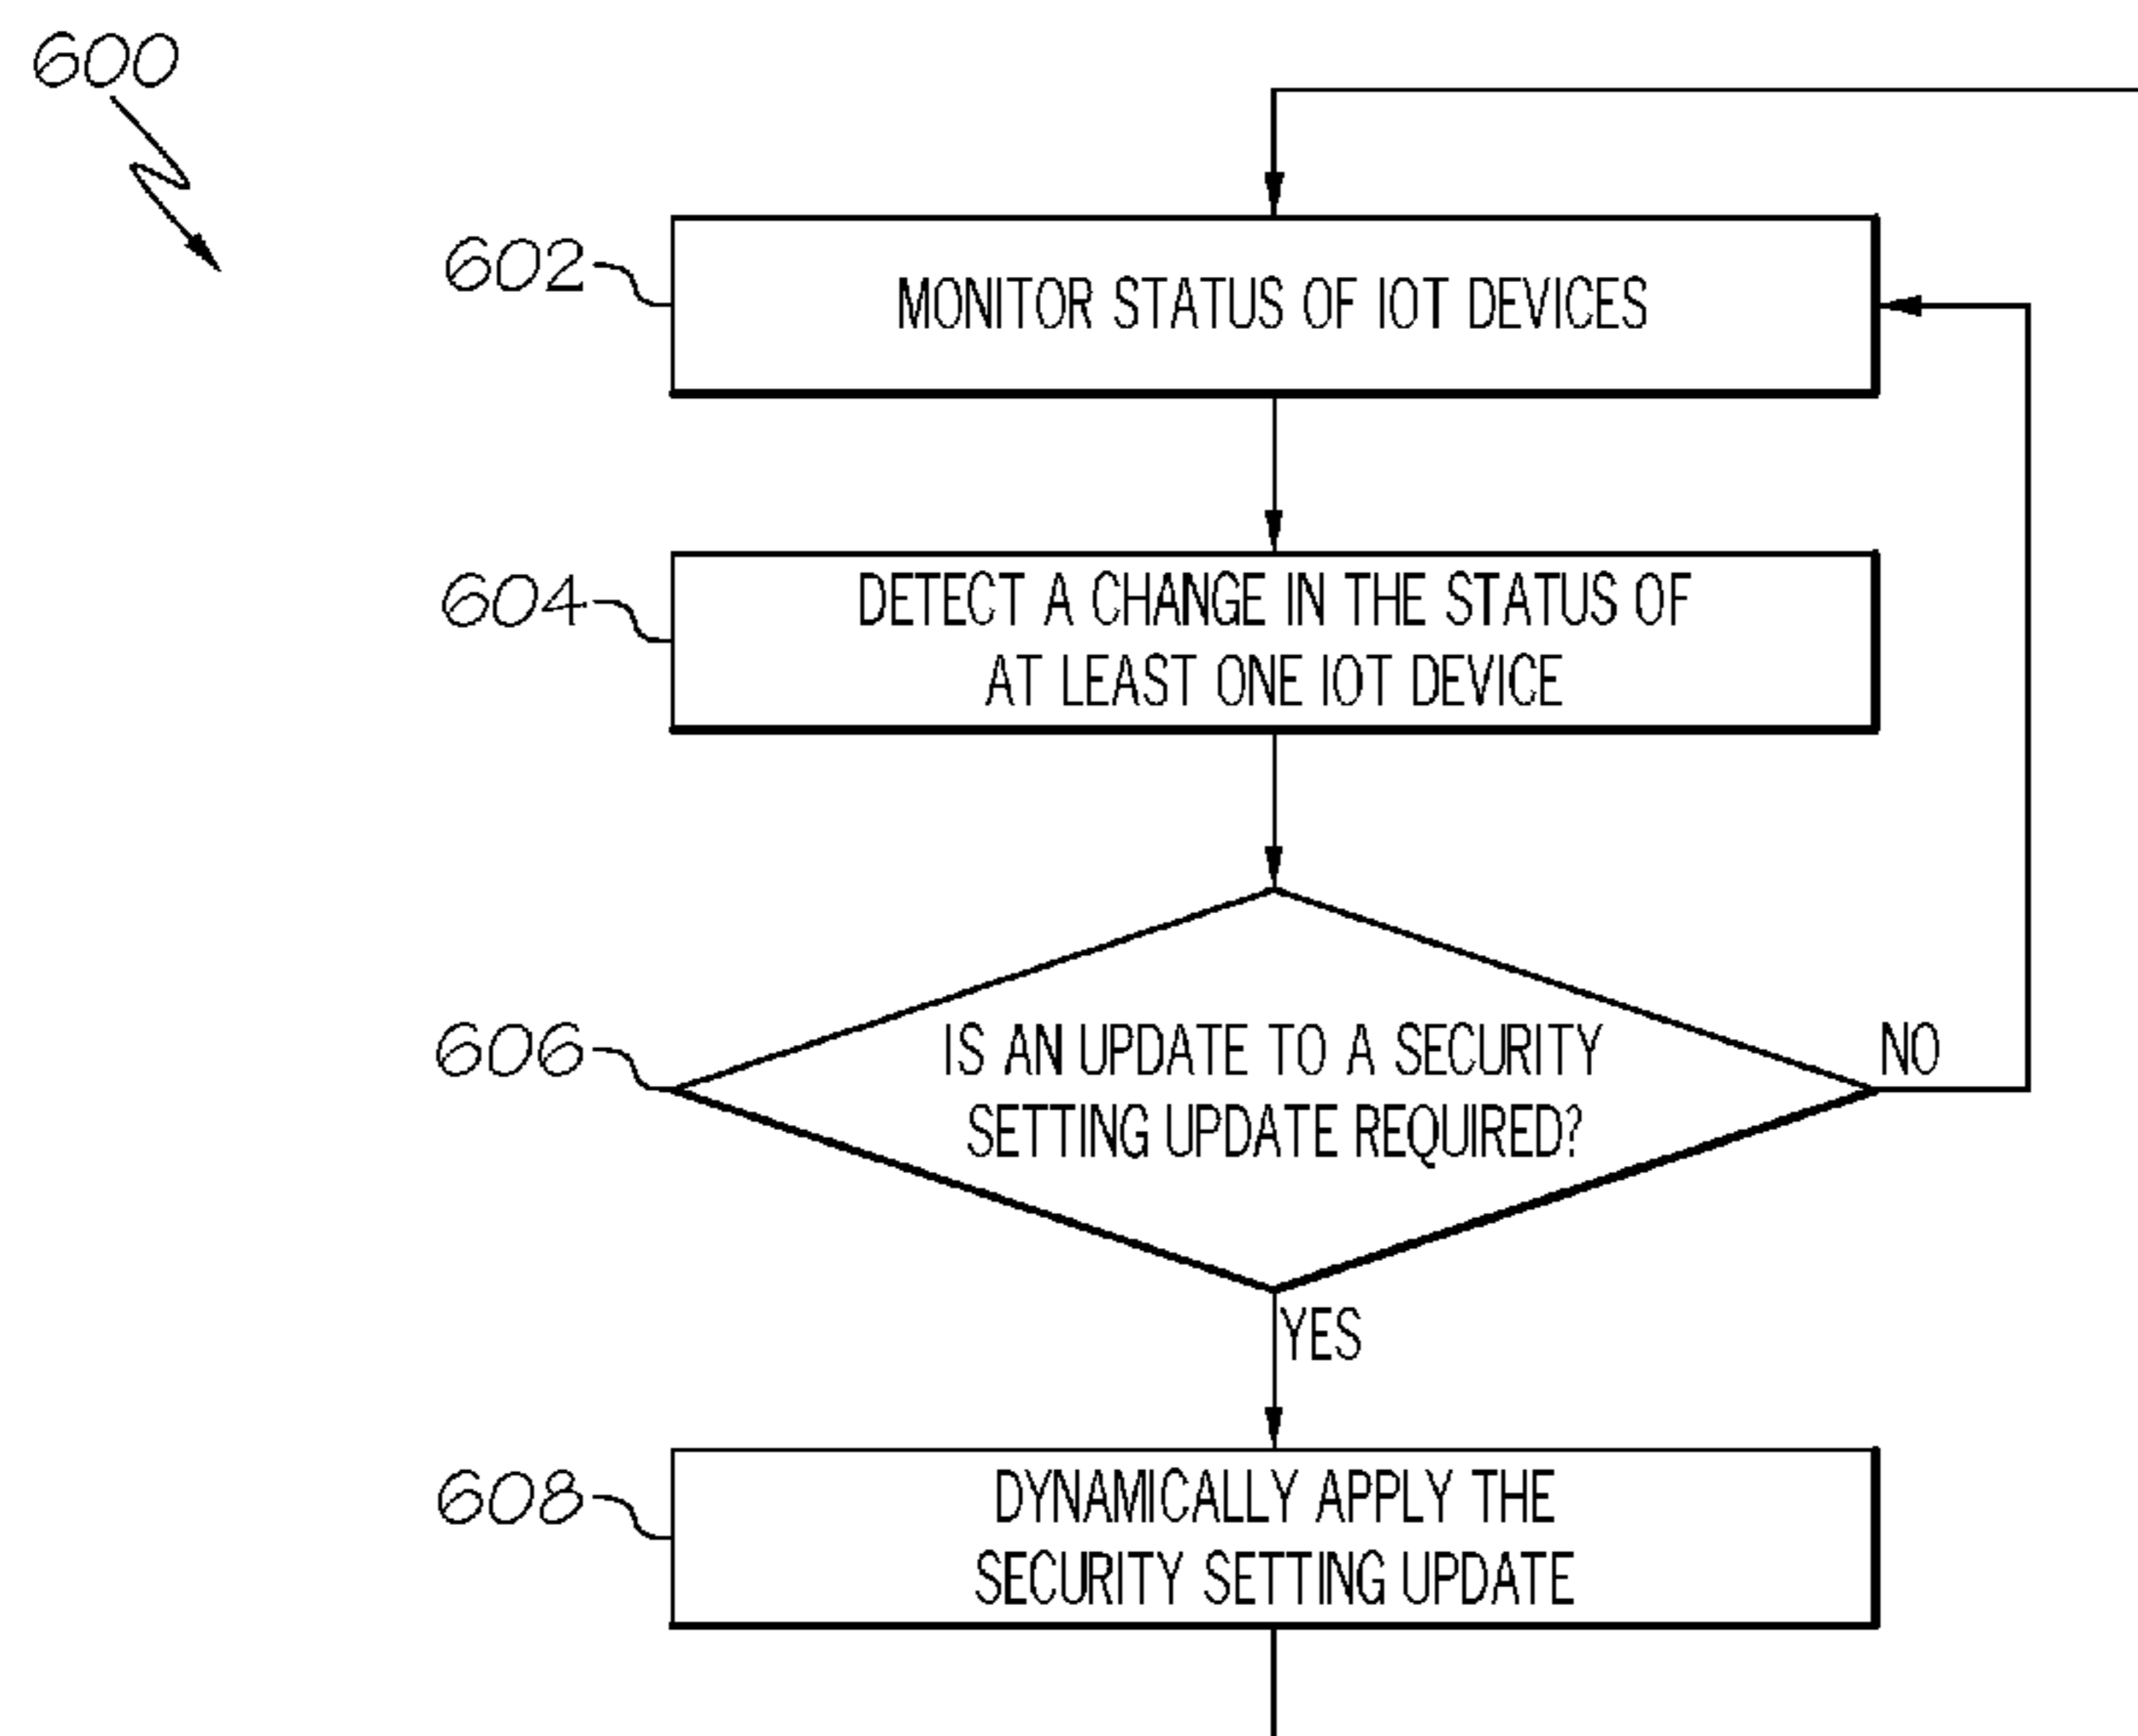 600
602
MONITOR STATUS OF IOT DEVICES
604
DETECT A CHANGE IN THE STATUS OF
AT LEAST ONE IOT DEVICE
606
IS AN UPDATE TO A SECURITY
SETTING UPDATE REQUIRED?
NO
YES
608
DYNAMICALLY APPLY THE
SECURITY SETTING UPDATE